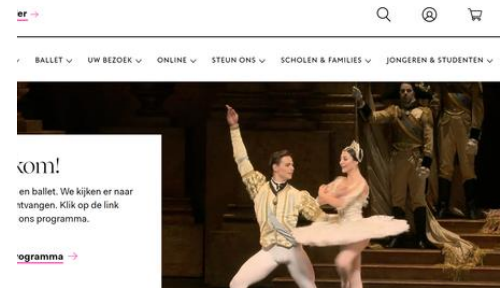 er →
BALLET UW BEZOEK ONLINE STEUN ONS SCHOLEN & FAMILIES JONGEREN & STUDENTEN
kom!
en ballet. We kijken er naar
ntvangen. Klik op de link
ons programma.
ogramma →